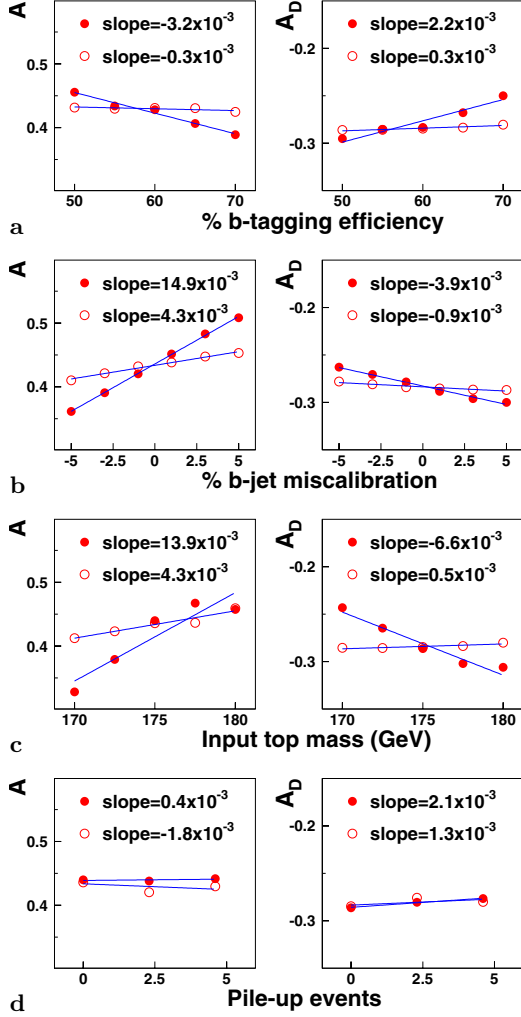 A
slope=-3.2x10-3
slope=-0.3x10-3
0.5
0.4
50 60 70
AD
slope=2.2x10-3
slope=0.3x10-3
-0.2
-0.3
50 60 70
a
% b-tagging efficiency
A
slope=14.9x10-3
slope=4.3x10-3
0.5
0.4
-5 -2.5 0 2.5 5
AD
slope=-3.9x10-3
slope=-0.9x10-3
-0.2
-0.3
-5 -2.5 0 2.5 5
b
% b-jet miscalibration
A
slope=13.9x10-3
slope=4.3x10-3
0.5
0.4
170 175 180
AD
slope=-6.6x10-3
slope=0.5x10-3
-0.2
-0.3
170 175 180
c
Input top mass (GeV)
A
slope=0.4x10-3
slope=-1.8x10-3
0.5
0.4
0 2.5 5
AD
slope=2.1x10-3
slope=1.3x10-3
-0.2
-0.3
0 2.5 5
d
Pile-up events